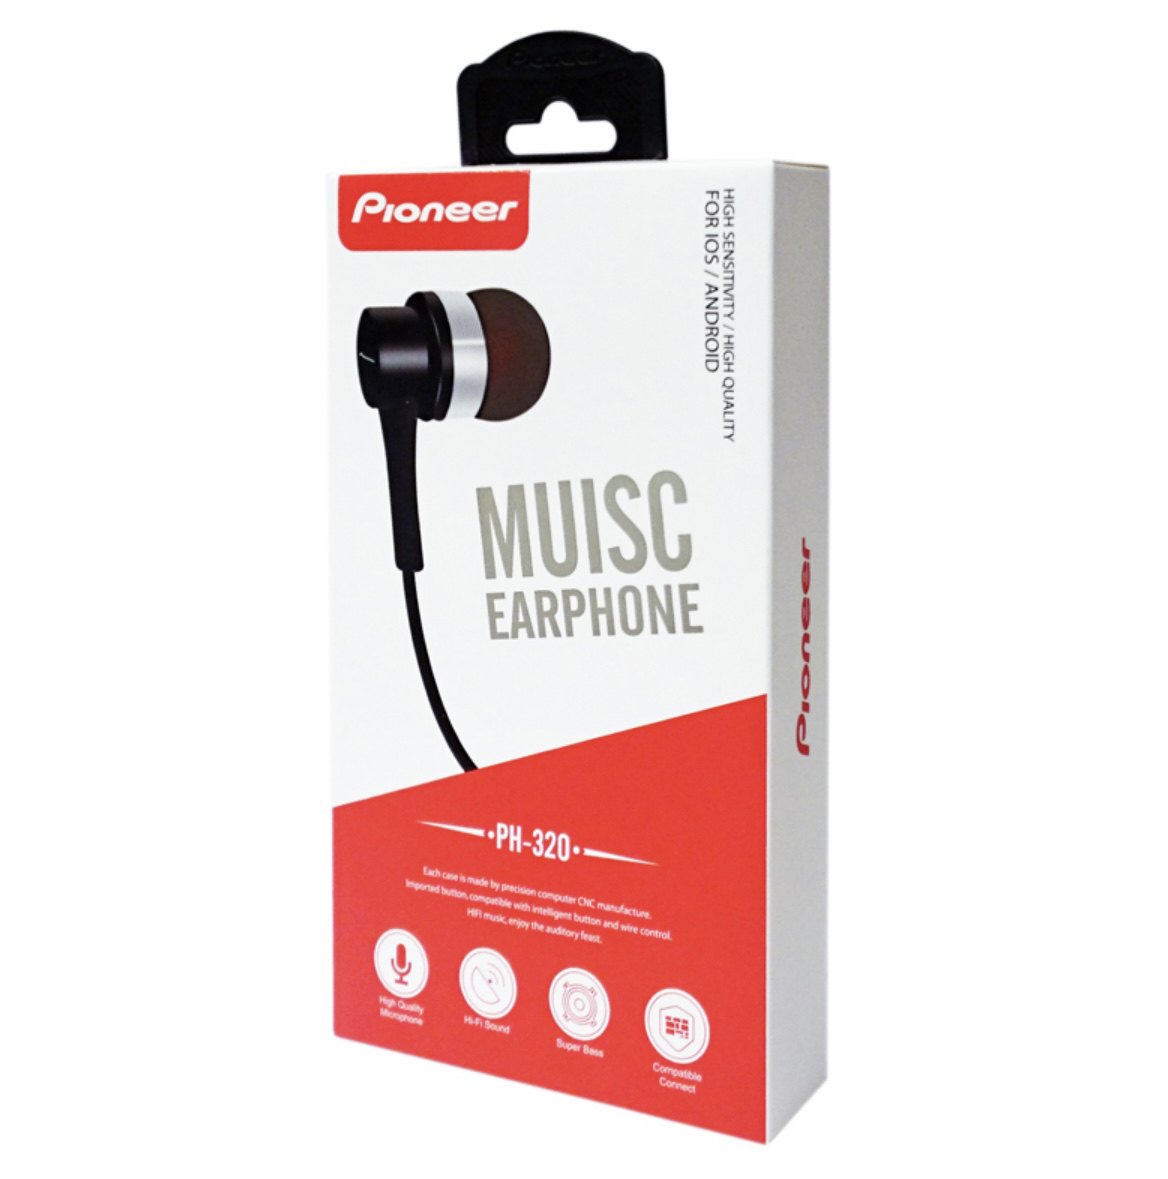 Pioneer
Pioneer
HIGH SENSITIVITY / HIGH QUALITY
FOR IOS / ANDROID
Pioneer
MUISC
EARPHONE
Pioneer
•PH-320•
Each case is made by precision computer CNC manufacture.
Imported button, compatible with intelligent button and wire control.
HIFI music, enjoy the auditory feast.
High Quality
Microphone
Hi-Fi Sound
Super Bass
Compatible
Connect